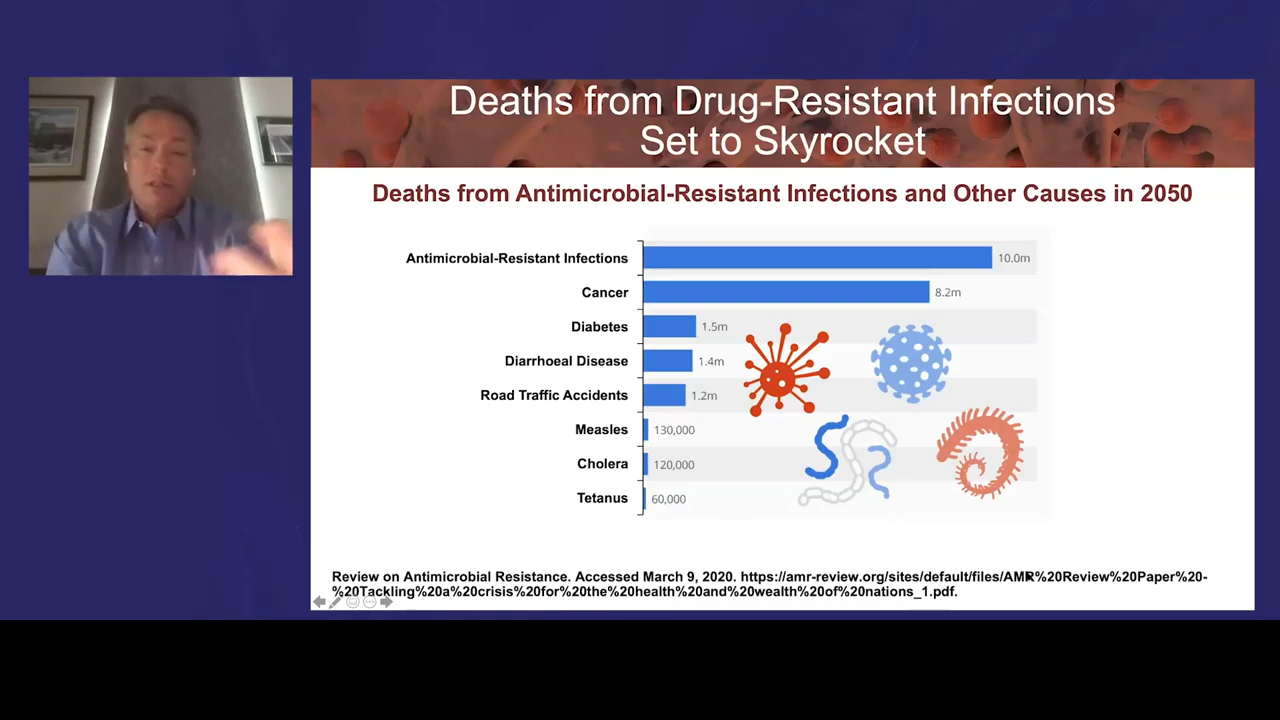 Deaths from Drug-Resistant Infections
Set to Skyrocket
Deaths from Antimicrobial-Resistant Infections and Other Causes in 2050
Antimicrobial-Resistant Infections 10.0m
Cancer 8.2m
Diabetes 1.5m
Diarrhoeal Disease 1.4m
Road Traffic Accidents 1.2m
Measles 130,000
Cholera 120,000
Tetanus 60,000
Review on Antimicrobial Resistance. Accessed March 9, 2020. https://amr-review.org/sites/default/files/AMR%20Review%20Paper%20-
%20Tackling%20a%20crisis%20for%20the%20health%20and%20wealth%20of%20nations_1.pdf.